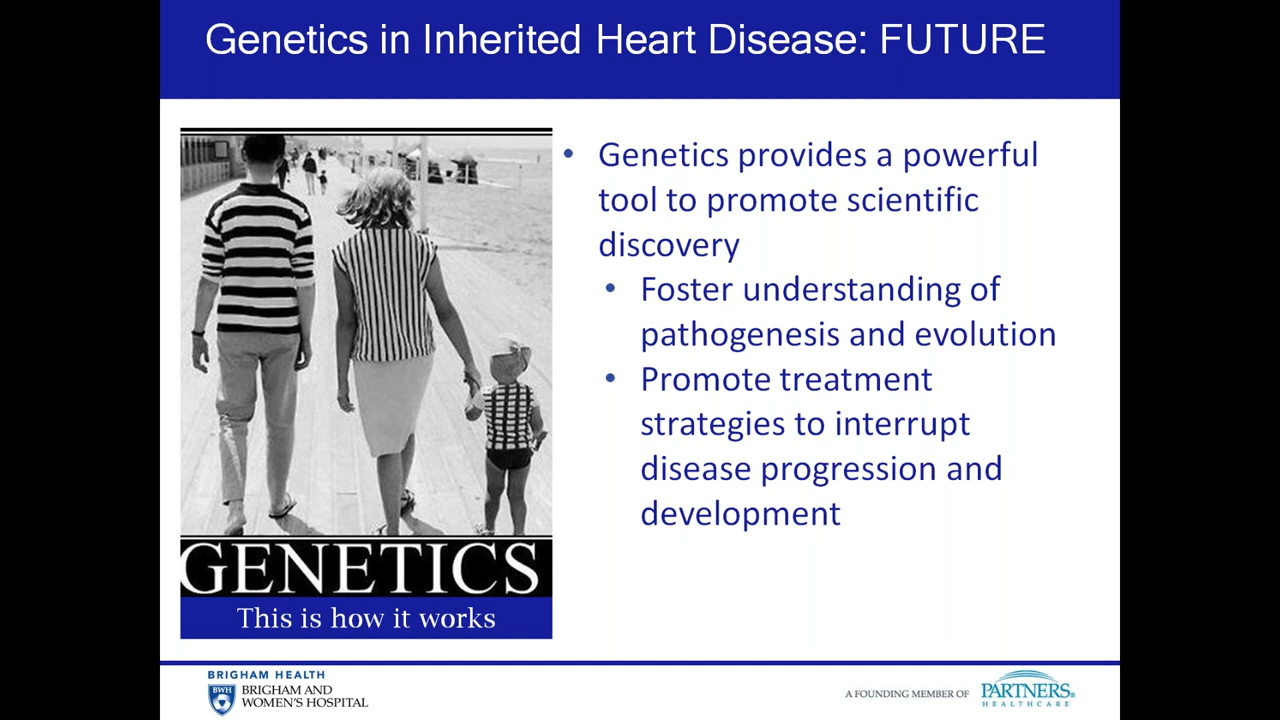 Genetics in Inherited Heart Disease: FUTURE
• Genetics provides a powerful
tool to promote scientific
discovery
• Foster understanding of
pathogenesis and evolution
• Promote treatment
strategies to interrupt
disease progression and
development
GENETICS
This is how it works
BRIGHAM HEALTH
BWH
BRIGHAM AND
WOMEN'S HOSPITAL
A FOUNDING MEMBER OF
PARTNERS®
HEALTHCARE